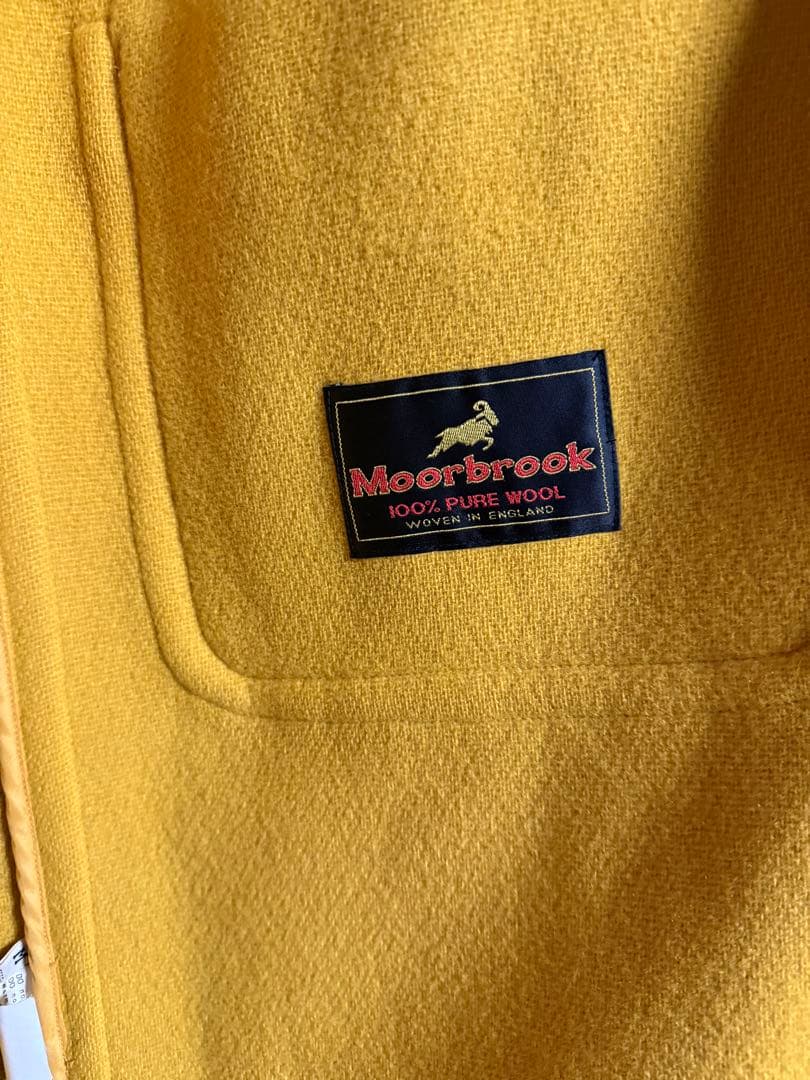 Moorbrook
100% PURE WOOL
WOVEN IN ENGLAND